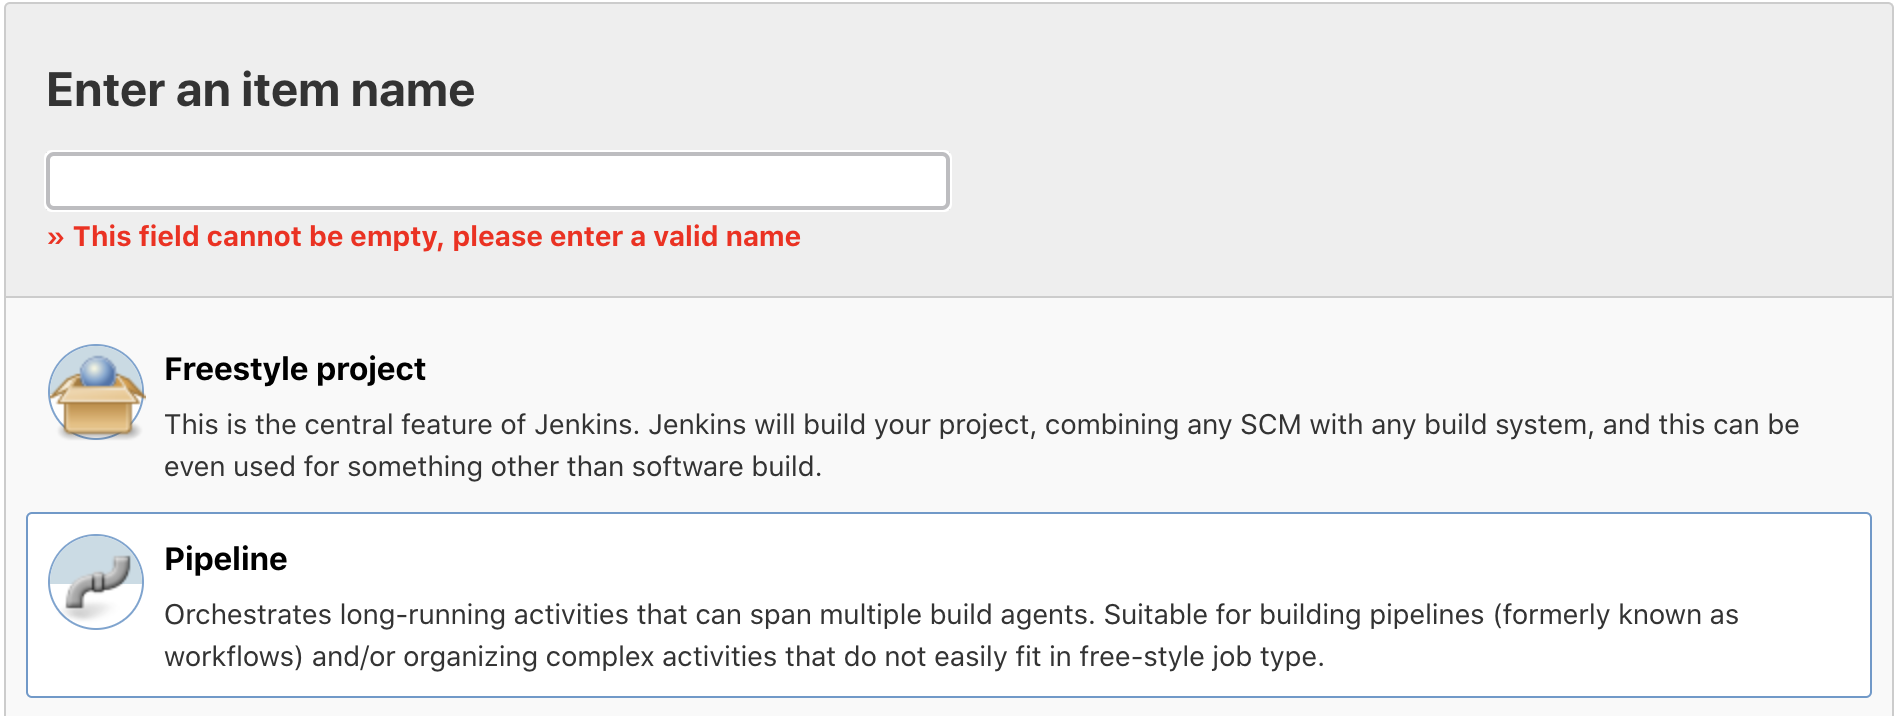 Enter an item name
» This field cannot be empty, please enter a valid name
Freestyle project
This is the central feature of Jenkins. Jenkins will build your project, combining any SCM with any build system, and this can be
even used for something other than software build.
Pipeline
Orchestrates long-running activities that can span multiple build agents. Suitable for building pipelines (formerly known as
workflows) and/or organizing complex activities that do not easily fit in free-style job type.